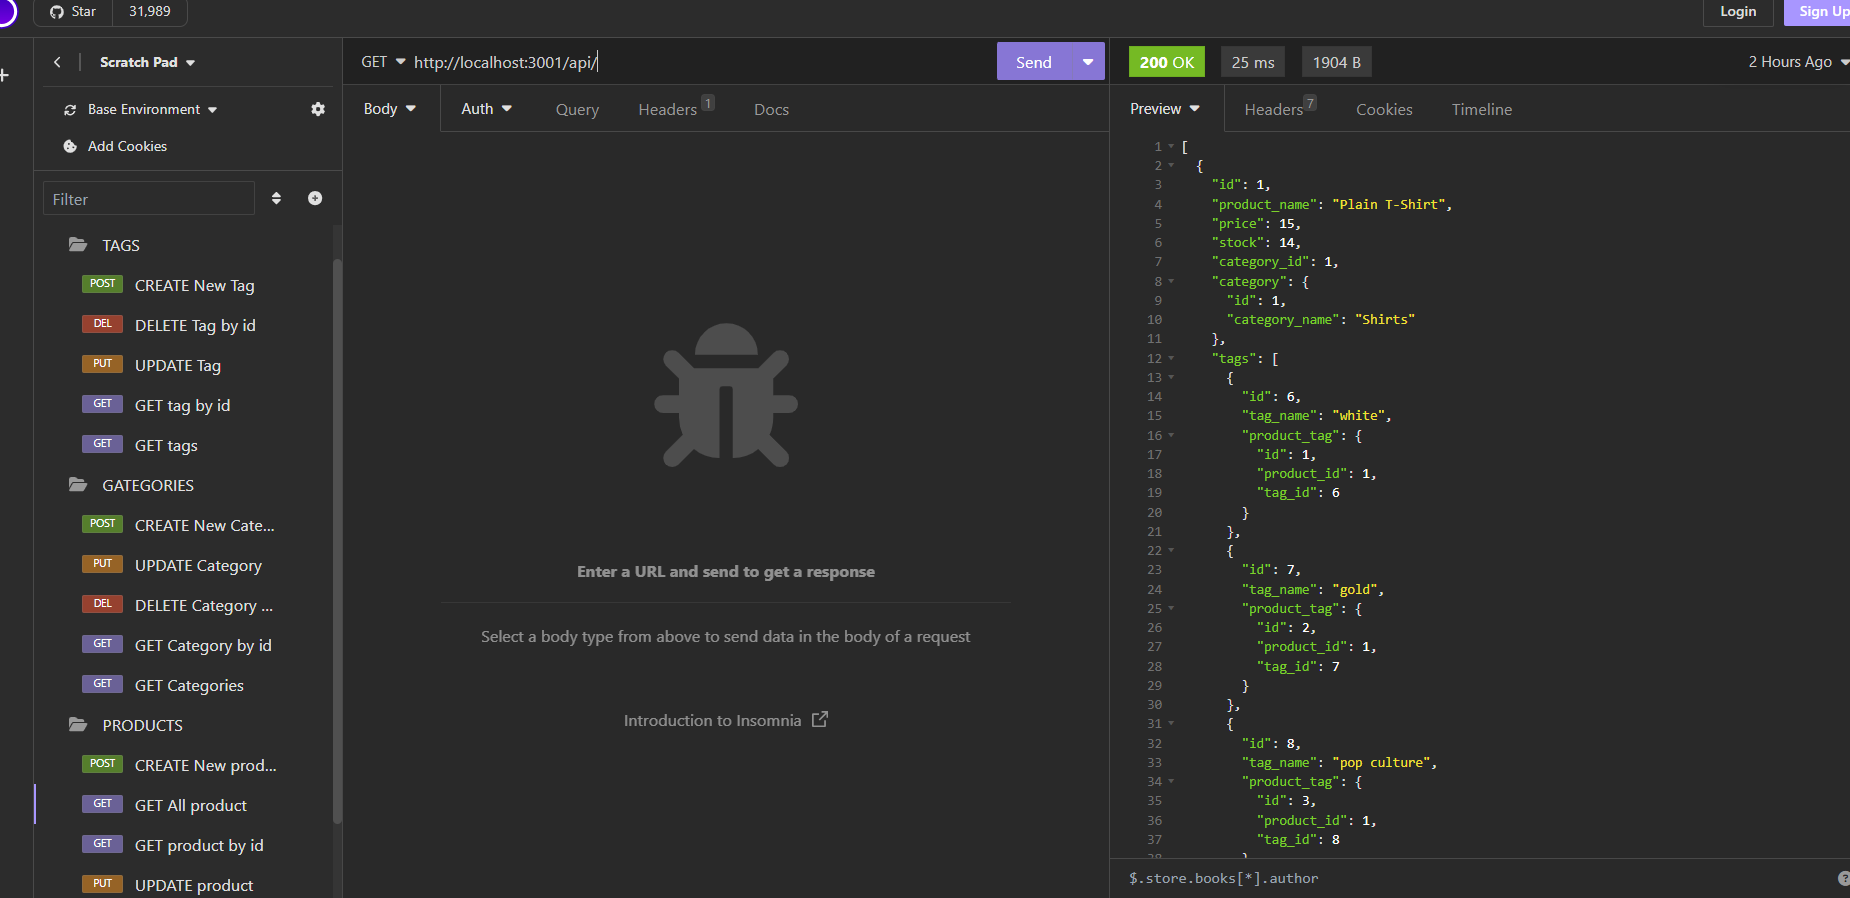 Star 31,989
Login
Sign Up
Scratch Pad
Base Environment
Add Cookies
Filter
TAGS
POST CREATE New Tag
DEL DELETE Tag by id
PUT UPDATE Tag
GET GET tag by id
GET GET tags
GATEGORIES
POST CREATE New Cate...
PUT UPDATE Category
DEL DELETE Category ...
GET GET Category by id
GET GET Categories
PRODUCTS
POST CREATE New prod...
GET GET All product
GET GET product by id
PUT UPDATE product
GET http://localhost:3001/api/
Send
Body Auth Query Headers 1 Docs
Enter a URL and send to get a response
Select a body type from above to send data in the body of a request
Introduction to Insomnia
200 OK 25 ms 1904 B 2 Hours Ago
Preview Headers 7 Cookies Timeline
1 [
2 {
3 "id": 1,
4 "product_name": "Plain T-Shirt",
5 "price": 15,
6 "stock": 14,
7 "category_id": 1,
8 "category": {
9 "id": 1,
10 "category_name": "Shirts"
11 },
12 "tags": [
13 {
14 "id": 6,
15 "tag_name": "white",
16 "product_tag": {
17 "id": 1,
18 "product_id": 1,
19 "tag_id": 6
20 }
21 },
22 {
23 "id": 7,
24 "tag_name": "gold",
25 "product_tag": {
26 "id": 2,
27 "product_id": 1,
28 "tag_id": 7
29 }
30 },
31 {
32 "id": 8,
33 "tag_name": "pop culture",
34 "product_tag": {
35 "id": 3,
36 "product_id": 1,
37 "tag_id": 8
38 }
$.store.books[*].author